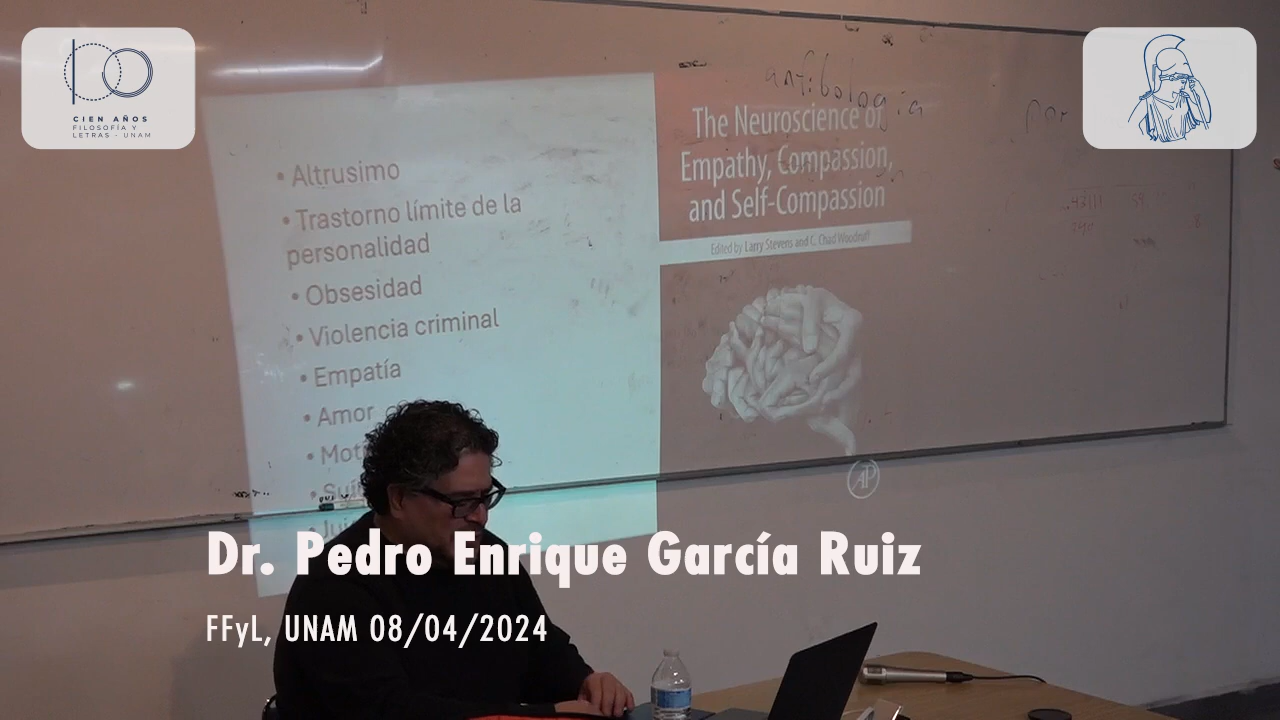 CIEN AÑOS
FILOSOFÍA Y
LETRAS - UNAM
• Altrusimo
• Trastorno límite de la
personalidad
• Obsesidad
• Violencia criminal
• Empatía
• Amor
anfibología
The Neuroscience of
Empathy, Compassion,
and Self-Compassion
Edited by Larry Stevens and C. Chad Woodruff
AP
por
Dr. Pedro Enrique García Ruiz
FFyL, UNAM 08/04/2024